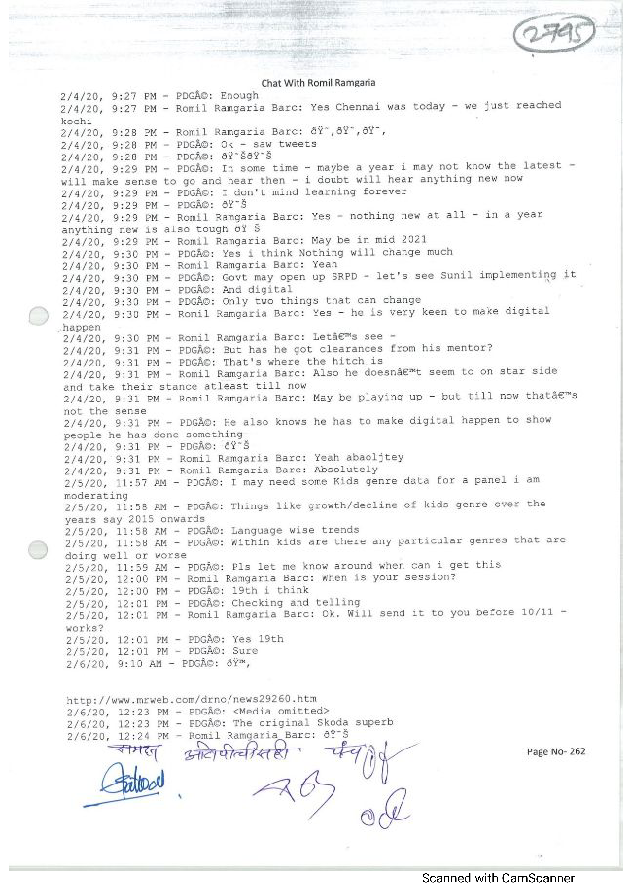 2795
Chat With Romil Ramgaria
2/4/20, 9:27 PM - PDGÂ©: Enough
2/4/20, 9:27 PM - Romil Ramgaria Barc: Yes Chennai was today - we just reached
kochi
2/4/20, 9:28 PM - Romil Ramgaria Barc: ðŸ˜‚ðŸ˜‚ðŸ˜‚
2/4/20, 9:28 PM - PDGÂ©: Ok - saw tweets
2/4/20, 9:28 PM - PDGÂ©: ðŸ˜ŠðŸ˜Š
2/4/20, 9:29 PM - PDGÂ©: In some time - maybe a year i may not know the latest -
will make sense to go and hear then - i doubt will hear anything new now
2/4/20, 9:29 PM - PDGÂ©: I don't mind learning forever
2/4/20, 9:29 PM - PDGÂ©: ðŸ˜Š
2/4/20, 9:29 PM - Romil Ramgaria Barc: Yes - nothing new at all - in a year
anything new is also tough ðŸ˜Š
2/4/20, 9:29 PM - Romil Ramgaria Barc: May be in mid 2021
2/4/20, 9:30 PM - PDGÂ©: Yes i think Nothing will change much
2/4/20, 9:30 PM - Romil Ramgaria Barc: Yeah
2/4/20, 9:30 PM - PDGÂ©: Govt may open up BRPD - let's see Sunil implementing it
2/4/20, 9:30 PM - PDGÂ©: And digital
2/4/20, 9:30 PM - PDGÂ©: Only two things that can change
2/4/20, 9:30 PM - Romil Ramgaria Barc: Yes - he is very keen to make digital
happen
2/4/20, 9:30 PM - Romil Ramgaria Barc: Letâ€™s see -
2/4/20, 9:31 PM - PDGÂ©: But has he got clearances from his mentor?
2/4/20, 9:31 PM - PDGÂ©: That's where the hitch is
2/4/20, 9:31 PM - Romil Ramgaria Barc: Also he doesnâ€™t seem to on star side
and take their stance atleast till now
2/4/20, 9:31 PM - Romil Ramgaria Barc: May be playing up - but till now thatâ€™s
not the sense
2/4/20, 9:31 PM - PDGÂ©: He also knows he has to make digital happen to show
people he has done something
2/4/20, 9:31 PM - PDGÂ©: ðŸ˜Š
2/4/20, 9:31 PM - Romil Ramgaria Barc: Yeah abaoljtey
2/4/20, 9:31 PM - Romil Ramgaria Barc: Absolutely
2/5/20, 11:57 AM - PDGÂ©: I may need some Kids genre data for a panel i am
moderating
2/5/20, 11:58 AM - PDGÂ©: Things like growth/decline of kids genre over the
years say 2015 onwards
2/5/20, 11:58 AM - PDGÂ©: Language wise trends
2/5/20, 11:58 AM - PDGÂ©: Within kids are there any particular genres that are
doing well or worse
2/5/20, 11:59 AM - PDGÂ©: Pls let me know around when can i get this
2/5/20, 12:00 PM - Romil Ramgaria Barc: When is your session?
2/5/20, 12:00 PM - PDGÂ©: 19th i think
2/5/20, 12:01 PM - PDGÂ©: Checking and telling
2/5/20, 12:01 PM - Romil Ramgaria Barc: Ok. Will send it to you before 10/11 -
works?
2/5/20, 12:01 PM - PDGÂ©: Yes 19th
2/5/20, 12:01 PM - PDGÂ©: Sure
2/6/20, 9:10 AM - PDGÂ©: ðŸ™‚
http://www.mrweb.com/drno/news29260.htm
2/6/20, 12:23 PM - PDGÂ©: <Media omitted>
2/6/20, 12:23 PM - PDGÂ©: The original Skoda superb
2/6/20, 12:24 PM - Romil Ramgaria Barc: ðŸ˜Š
समक्ष
पंच
Page No- 262
Scanned with CamScanner